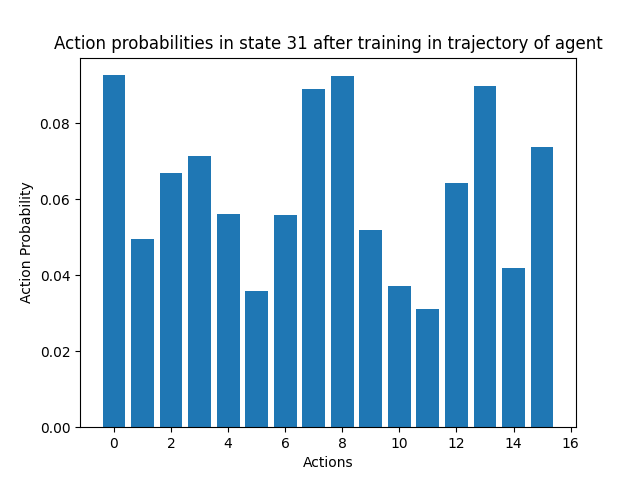 Action probabilities in state 31 after training in trajectory of agent
0.08
0.06
0.04
0.02
0.00
Action Probability
0 2 4 6 8 10 12 14 16
Actions